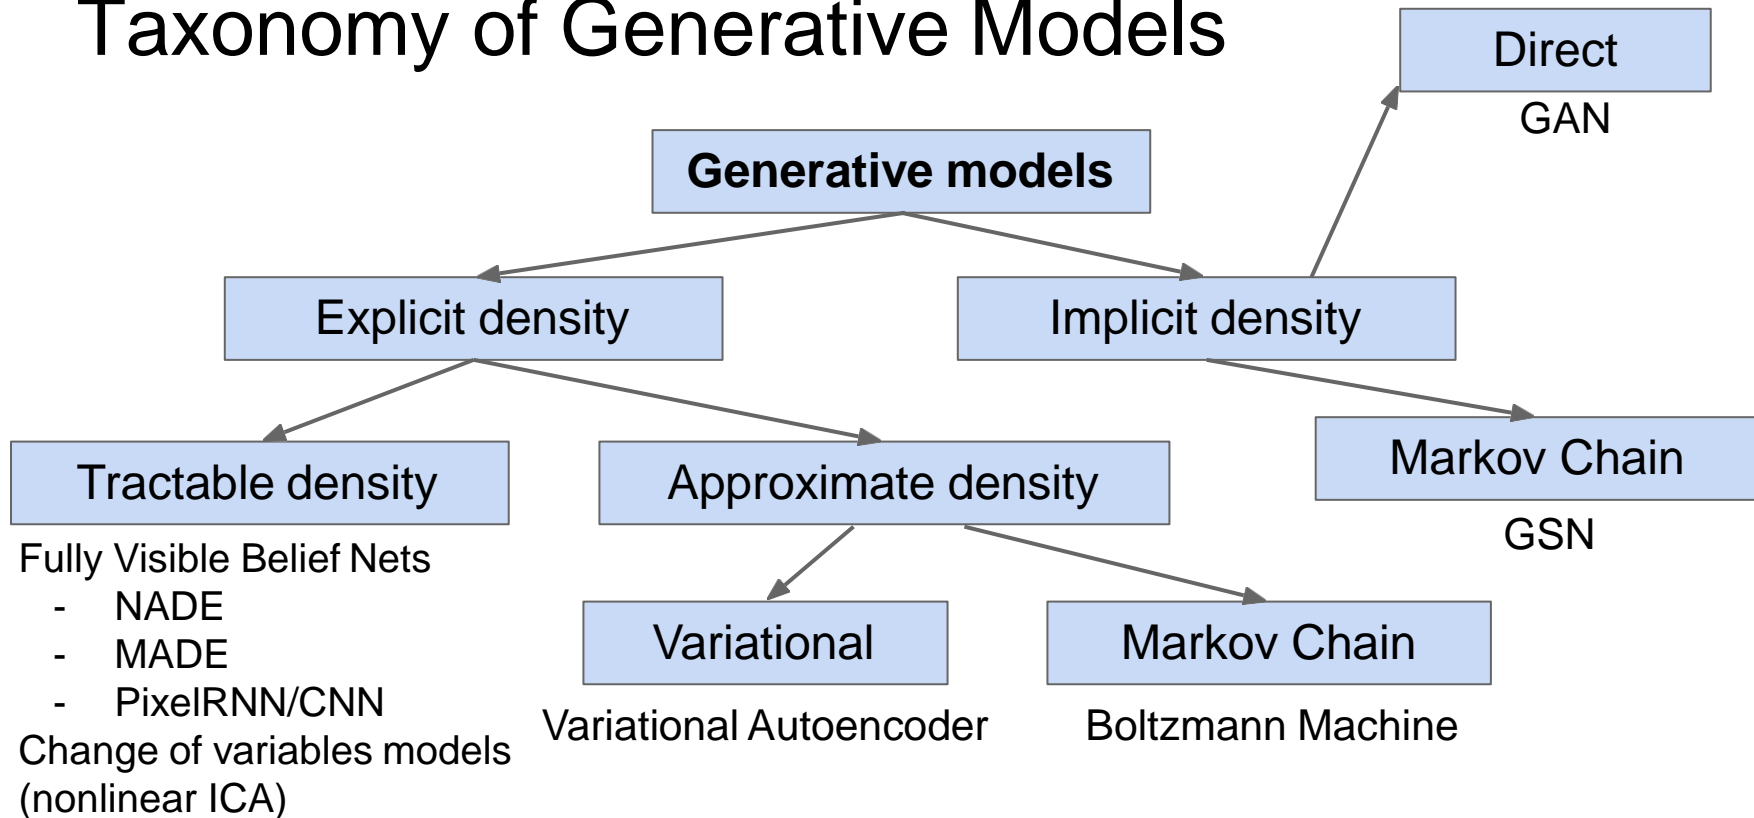 Taxonomy of Generative Models
Direct
GAN
Generative models
Explicit density
Implicit density
Tractable density
Approximate density
Markov Chain
GSN
Fully Visible Belief Nets
- NADE
- MADE
- PixelRNN/CNN
Change of variables models
(nonlinear ICA)
Variational
Markov Chain
Variational Autoencoder
Boltzmann Machine